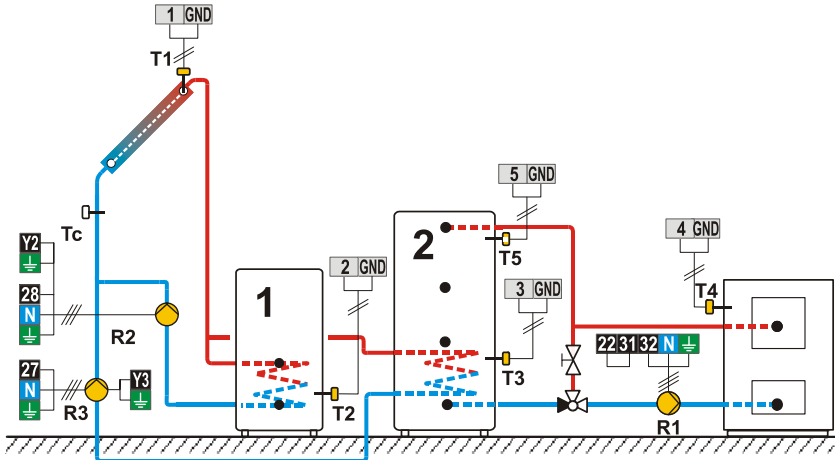 1 GND
T1
5 GND
4 GND
Tc
Y2
T5
2
1
2 GND
3 GND
T4
28
N
R2
22 31 32 N
27
N
R3
Y3
T2
T3
R1